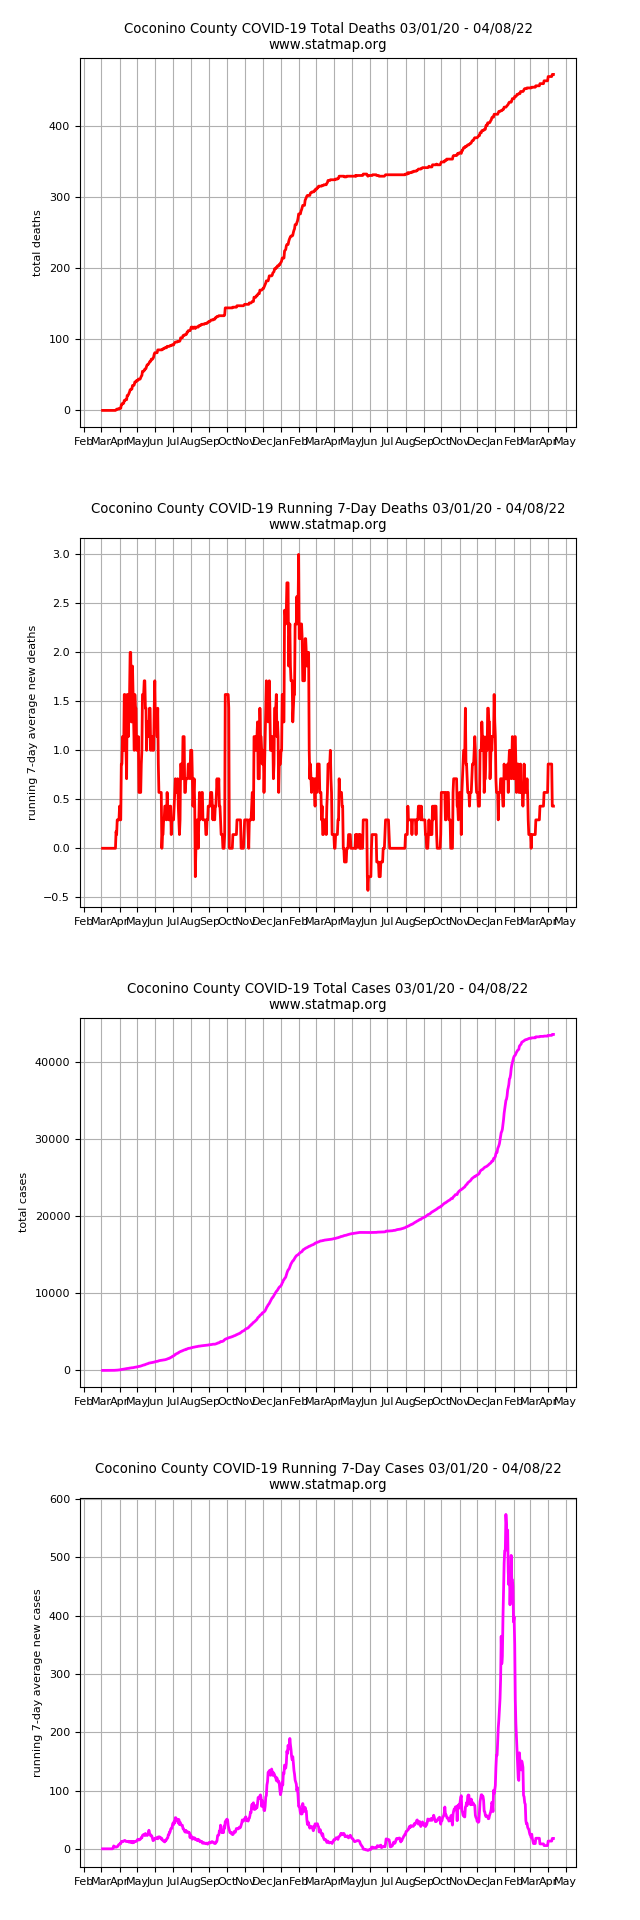 Coconino County COVID-19 Total Deaths 03/01/20 - 04/08/22
www.statmap.org
total deaths
400
300
200
100
0
Feb Mar Apr May Jun Jul Aug Sep Oct Nov Dec Jan Feb Mar Apr May Jun Jul Aug Sep Oct Nov Dec Jan Feb Mar Apr May
Coconino County COVID-19 Running 7-Day Deaths 03/01/20 - 04/08/22
www.statmap.org
running 7-day average new deaths
3.0
2.5
2.0
1.5
1.0
0.5
0.0
−0.5
Feb Mar Apr May Jun Jul Aug Sep Oct Nov Dec Jan Feb Mar Apr May Jun Jul Aug Sep Oct Nov Dec Jan Feb Mar Apr May
Coconino County COVID-19 Total Cases 03/01/20 - 04/08/22
www.statmap.org
total cases
40000
30000
20000
10000
0
Feb Mar Apr May Jun Jul Aug Sep Oct Nov Dec Jan Feb Mar Apr May Jun Jul Aug Sep Oct Nov Dec Jan Feb Mar Apr May
Coconino County COVID-19 Running 7-Day Cases 03/01/20 - 04/08/22
www.statmap.org
running 7-day average new cases
600
500
400
300
200
100
0
Feb Mar Apr May Jun Jul Aug Sep Oct Nov Dec Jan Feb Mar Apr May Jun Jul Aug Sep Oct Nov Dec Jan Feb Mar Apr May